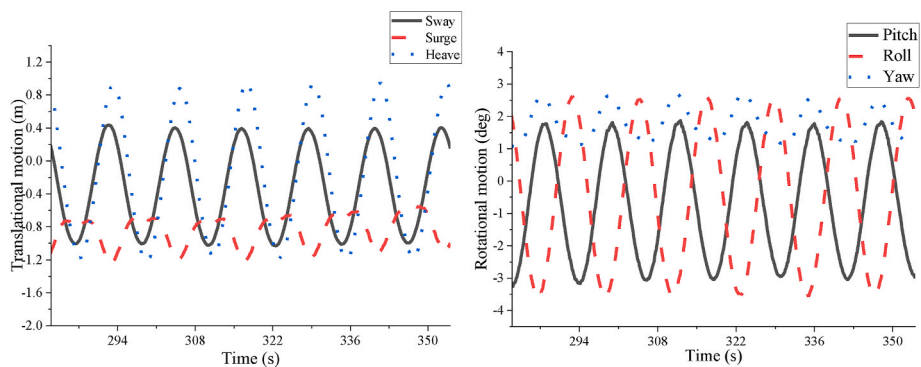 Sway
Surge
Heave
Translational motion (m)
1.2
0.8
0.4
0.0
-0.4
-0.8
-1.2
-1.6
-2.0
294
308
322
336
350
Time (s)
Pitch
Roll
Yaw
Rotational motion (deg)
4
3
2
1
0
-1
-2
-3
-4
294
308
322
336
350
Time (s)